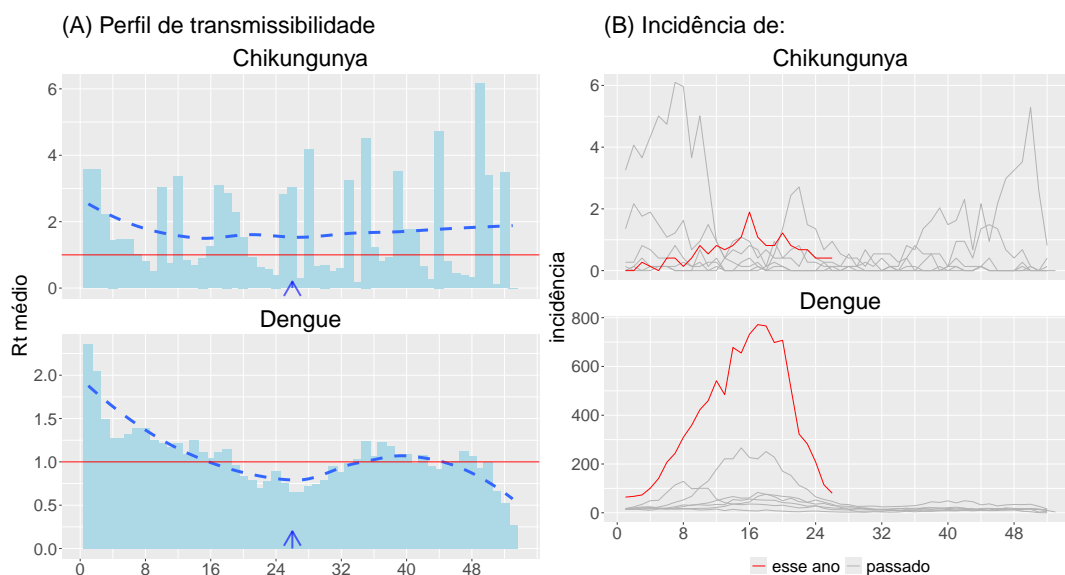 (A) Perfil de transmissibilidade
Chikungunya
6
4
2
0
Dengue
2.0
1.5
1.0
0.5
0.0
0 8 16 24 32 40 48
Rt médio
(B) Incidência de:
Chikungunya
6
4
2
0
Dengue
800
600
400
200
0
0 8 16 24 32 40 48
incidência
esse ano passado